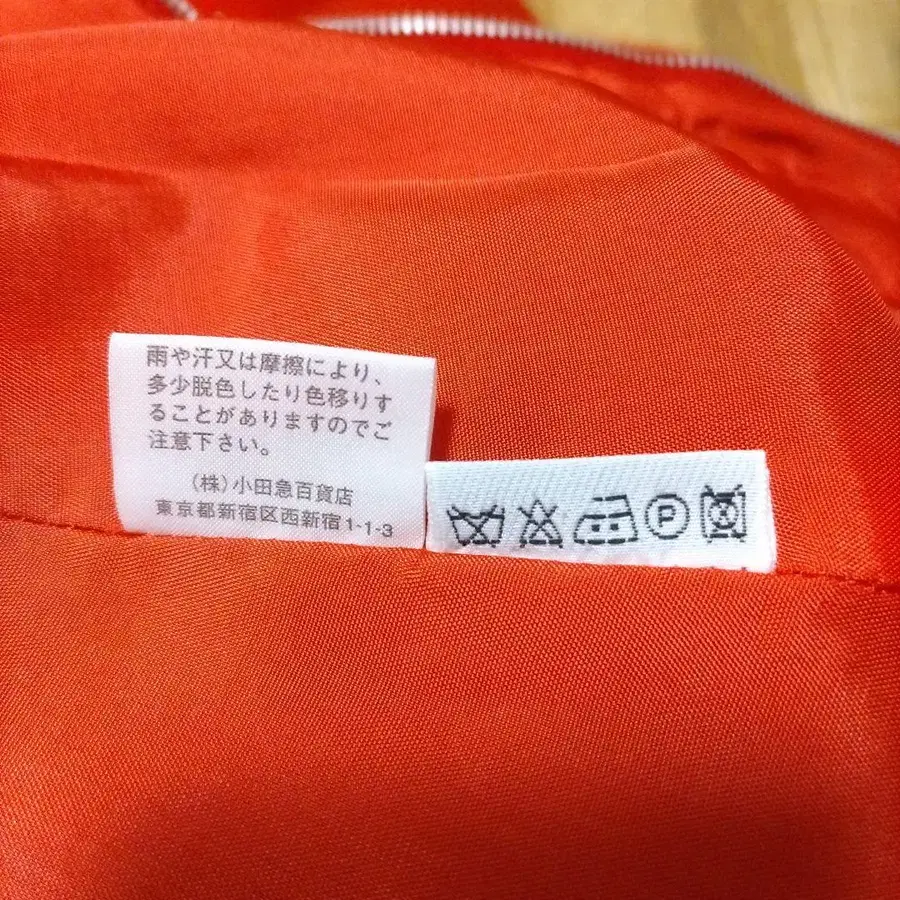 雨や汗又は摩擦により、
多少脱色したり色移りす
ることがありますのでご
注意下さい。
(株)小田急百貨店
東京都新宿区西新宿1-1-3
P